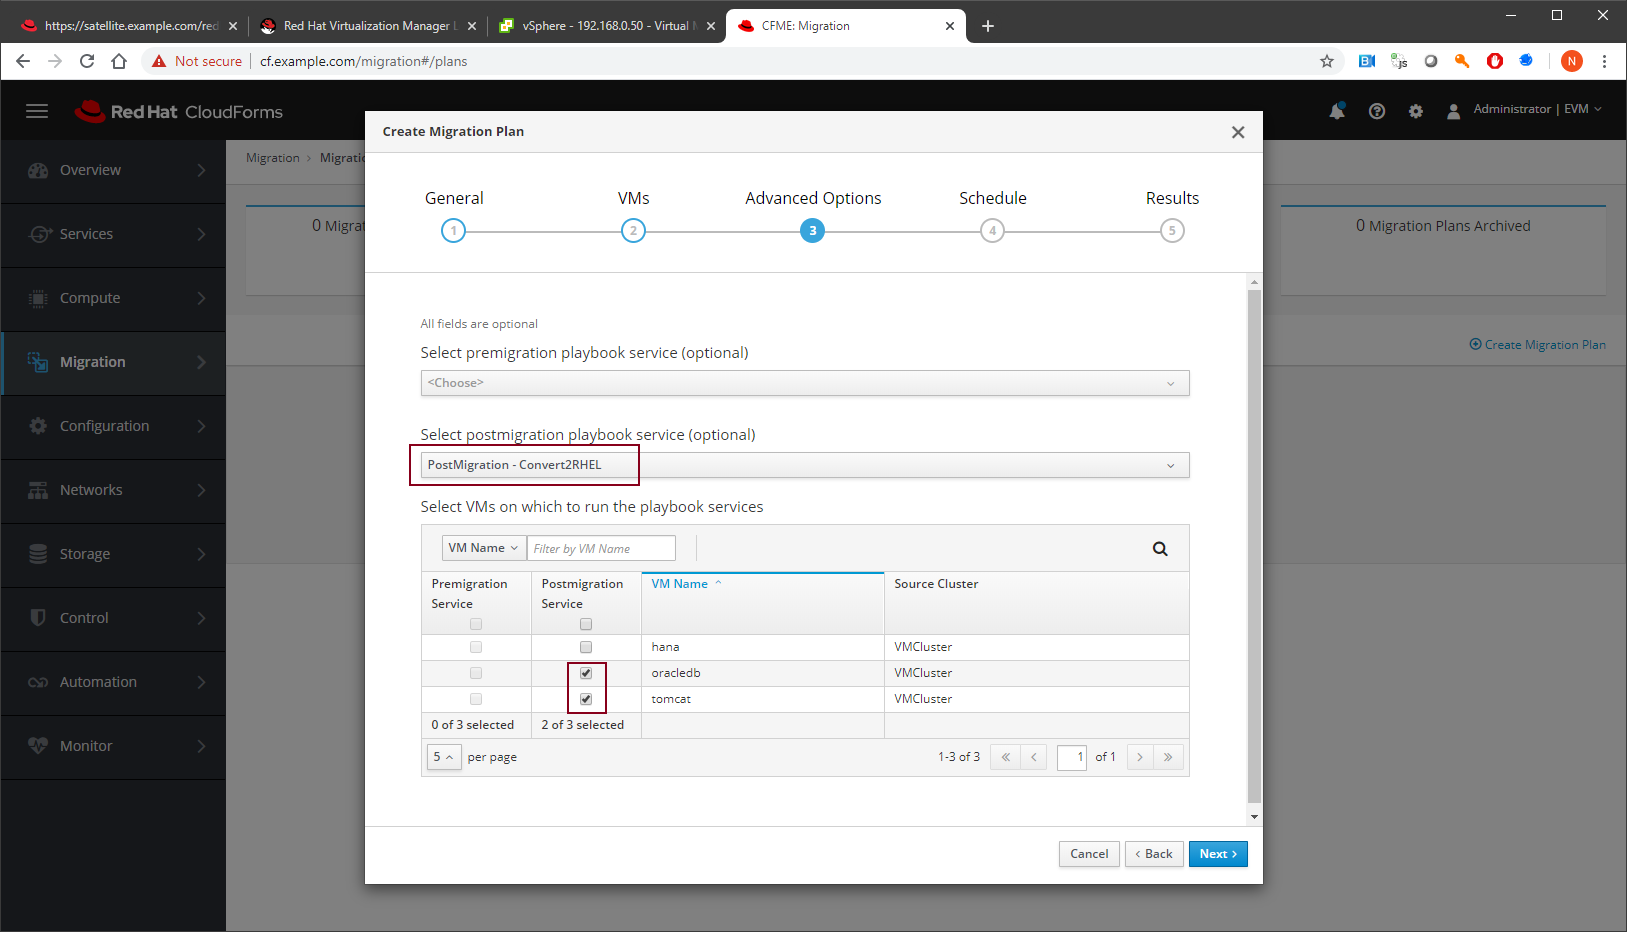 https://satellite.example.com/red
Red Hat Virtualization Manager L
vSphere - 192.168.0.50 - Virtual M
CFME: Migration
Not secure
cf.example.com/migration#/plans
N
Red Hat CloudForms
Administrator | EVM
Create Migration Plan
Overview
Services
Compute
Migration
Configuration
Networks
Storage
Control
Automation
Monitor
Migration > Migratio
0 Migrat
0 Migration Plans Archived
Create Migration Plan
General
VMs
Advanced Options
Schedule
Results
1
2
3
4
5
All fields are optional
Select premigration playbook service (optional)
<Choose>
Select postmigration playbook service (optional)
PostMigration - Convert2RHEL
Select VMs on which to run the playbook services
VM Name
Filter by VM Name
Premigration Service
Postmigration Service
VM Name
Source Cluster
hana VMCluster
oracledb VMCluster
tomcat VMCluster
0 of 3 selected
2 of 3 selected
5 per page
1-3 of 3
1 of 1
Cancel
Back
Next